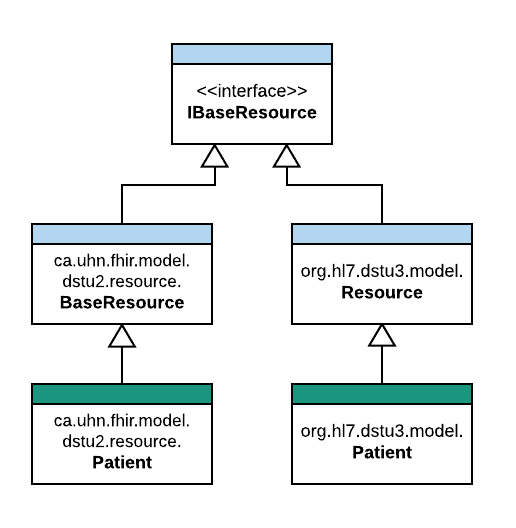 <<interface>>
IBaseResource
ca.uhn.fhir.model.
dstu2.resource.
BaseResource
org.hl7.dstu3.model.
Resource
ca.uhn.fhir.model.
dstu2.resource.
Patient
org.hl7.dstu3.model.
Patient